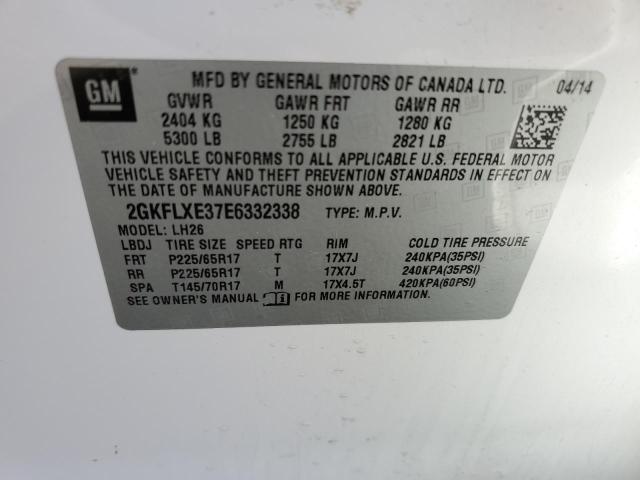 GM MFD BY GENERAL MOTORS OF CANADA LTD. 04/14
GVWR GAWR FRT GAWR RR
2404 KG 1250 KG 1280 KG
5300 LB 2755 LB 2821 LB
THIS VEHICLE CONFORMS TO ALL APPLICABLE U.S. FEDERAL MOTOR
VEHICLE SAFETY AND THEFT PREVENTION STANDARDS IN EFFECT ON
THE DATE OF MANUFACTURE SHOWN ABOVE.
2GKFLXE37E6332338 TYPE: M.P.V.
MODEL: LH26
LBDJ TIRE SIZE SPEED RTG RIM COLD TIRE PRESSURE
FRT P225/65R17 T 17X7J 240KPA(35PSI)
RR P225/65R17 T 17X7J 240KPA(35PSI)
SPA T145/70R17 M 17X4.5T 420KPA(60PSI)
SEE OWNER'S MANUAL FOR MORE INFORMATION.